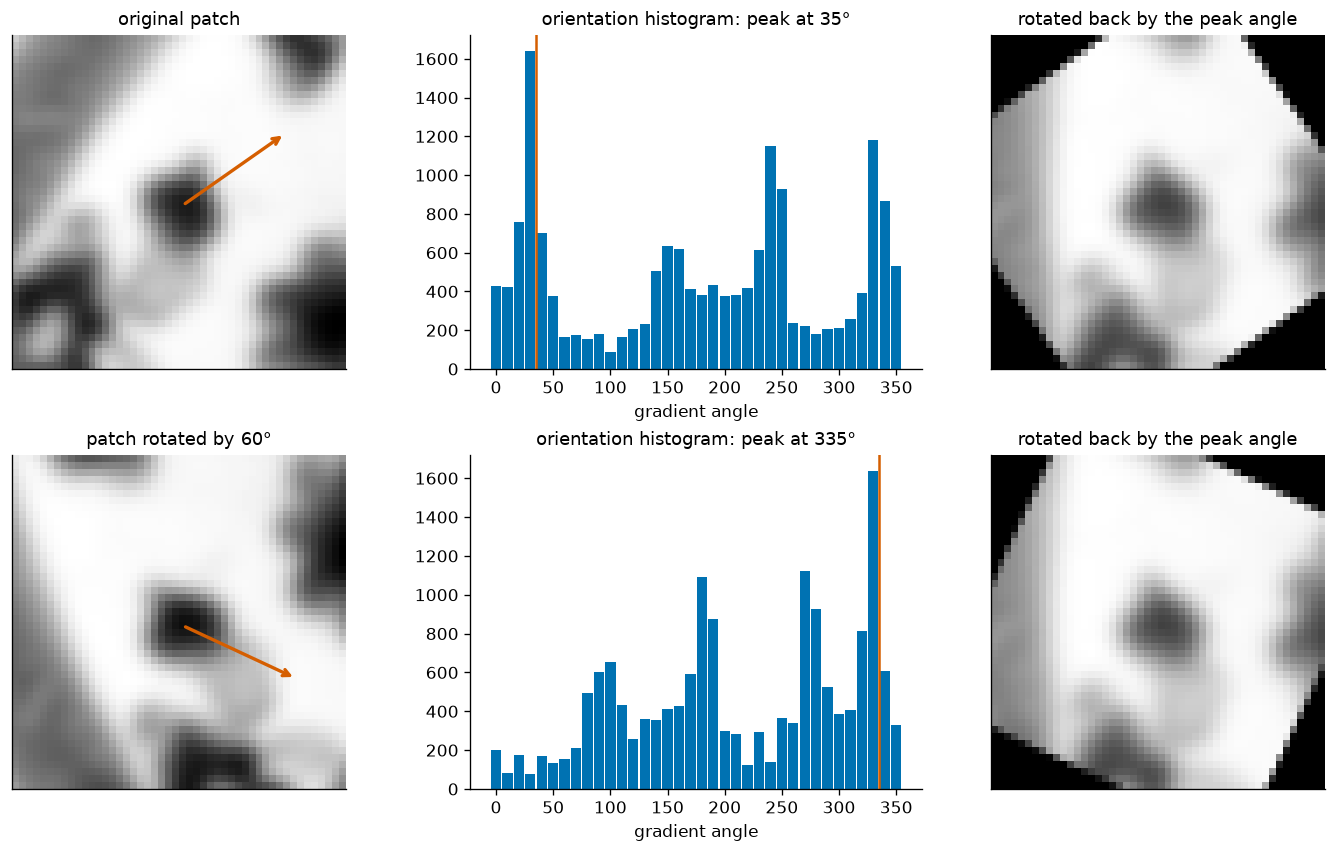 original patch
orientation histogram: peak at 35°
rotated back by the peak angle
1600
1400
1200
1000
800
600
400
200
0
0 50 100 150 200 250 300 350
gradient angle
patch rotated by 60°
orientation histogram: peak at 335°
rotated back by the peak angle
1600
1400
1200
1000
800
600
400
200
0
0 50 100 150 200 250 300 350
gradient angle